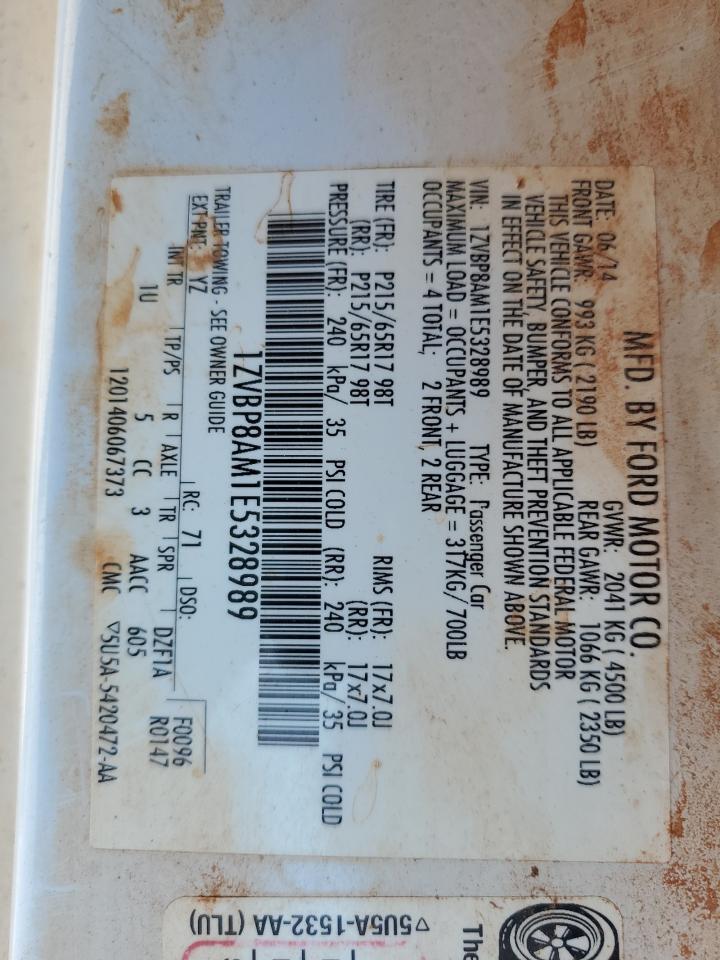 MFD. BY FORD MOTOR CO.
DATE: 06/14 GVWR: 2041 KG ( 4500 LB)
FRONT GAWR: 993 KG ( 2190 LB) REAR GAWR: 1066 KG ( 2350 LB)
THIS VEHICLE CONFORMS TO ALL APPLICABLE FEDERAL MOTOR
VEHICLE SAFETY, BUMPER, AND THEFT PREVENTION STANDARDS
IN EFFECT ON THE DATE OF MANUFACTURE SHOWN ABOVE.
VIN: 1ZVBP8AM1E5328989 TYPE: Passenger Car
MAXIMUM LOAD = OCCUPANTS + LUGGAGE = 317KG/ 700LB
OCCUPANTS = 4 TOTAL; 2 FRONT, 2 REAR
TIRE (FR): P215/65R17 98T RIMS (FR): 17x7.0J
(RR): P215/65R17 98T (RR): 17x7.0J
PRESSURE (FR): 240 kPa/ 35 PSI COLD (RR): 240 kPa/ 35 PSI COLD
1ZVBP8AM1E5328989
TRAILER TOWING - SEE OWNER GUIDE
EXT PNT: YZ RC: 71 DSO: F0096
INT TR TP/PS R AXLE TR SPR DZF1A R0147
1U 5 CC 3 AACC 605
1201406067373 CMC ▽5U5A-5420472-AA
The
▽5U5A-1532-AA (TLU)